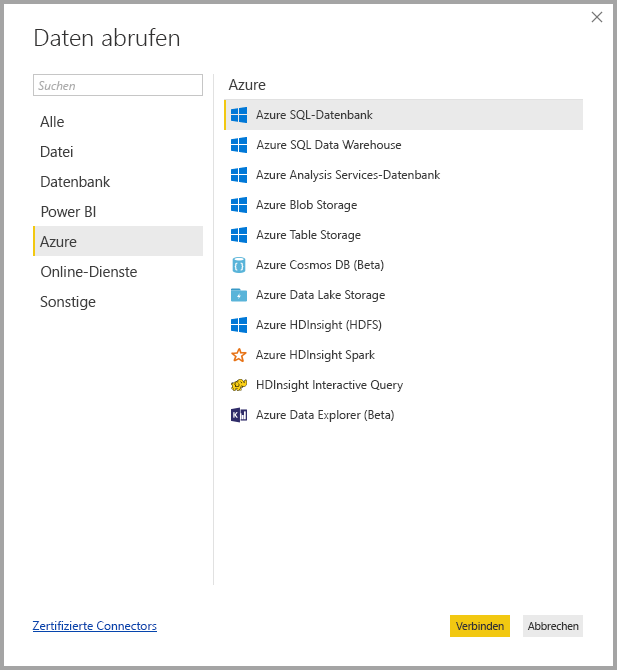 Daten abrufen
Suchen
Alle
Datei
Datenbank
Power BI
Azure
Online-Dienste
Sonstige
Azure
Azure SQL-Datenbank
Azure SQL Data Warehouse
Azure Analysis Services-Datenbank
Azure Blob Storage
Azure Table Storage
Azure Cosmos DB (Beta)
Azure Data Lake Storage
Azure HDInsight (HDFS)
Azure HDInsight Spark
HDInsight Interactive Query
Azure Data Explorer (Beta)
Zertifizierte Connectors
Verbinden
Abbrechen